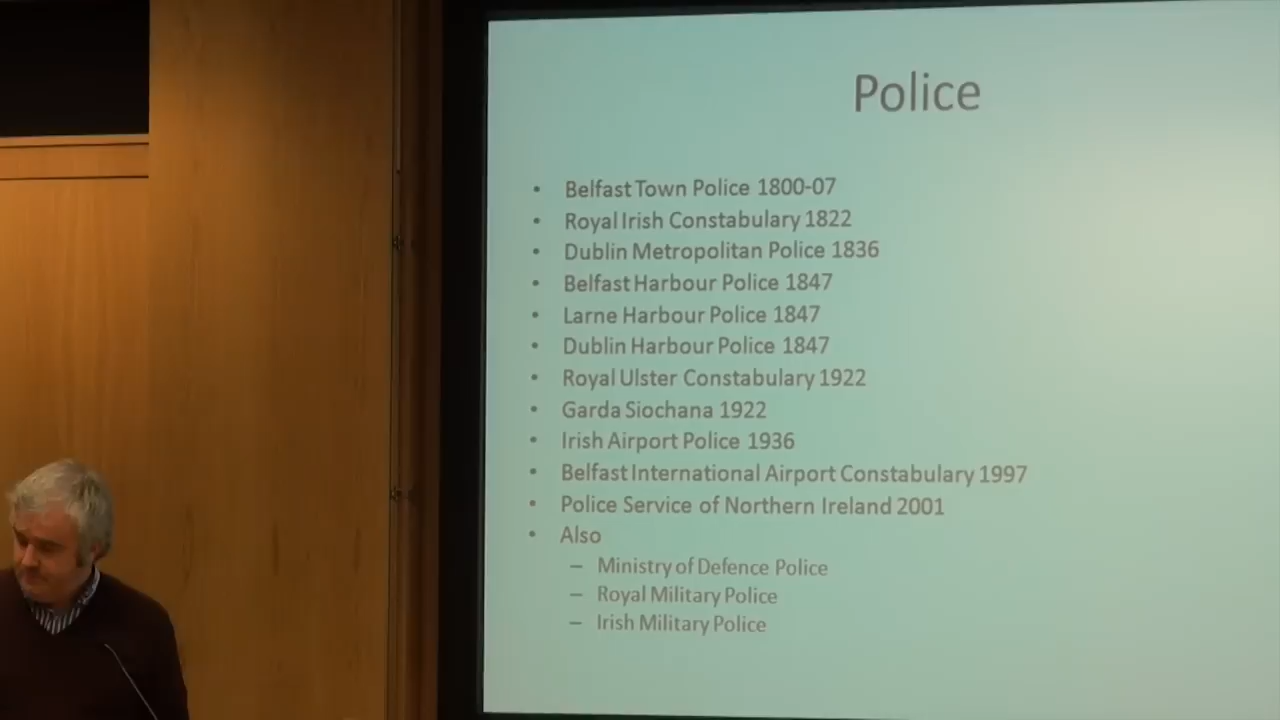 Police
• Belfast Town Police 1800-07
• Royal Irish Constabulary 1822
• Dublin Metropolitan Police 1836
• Belfast Harbour Police 1847
• Larne Harbour Police 1847
• Dublin Harbour Police 1847
• Royal Ulster Constabulary 1922
• Garda Siochana 1922
• Irish Airport Police 1936
• Belfast International Airport Constabulary 1997
• Police Service of Northern Ireland 2001
• Also
– Ministry of Defence Police
– Royal Military Police
– Irish Military Police